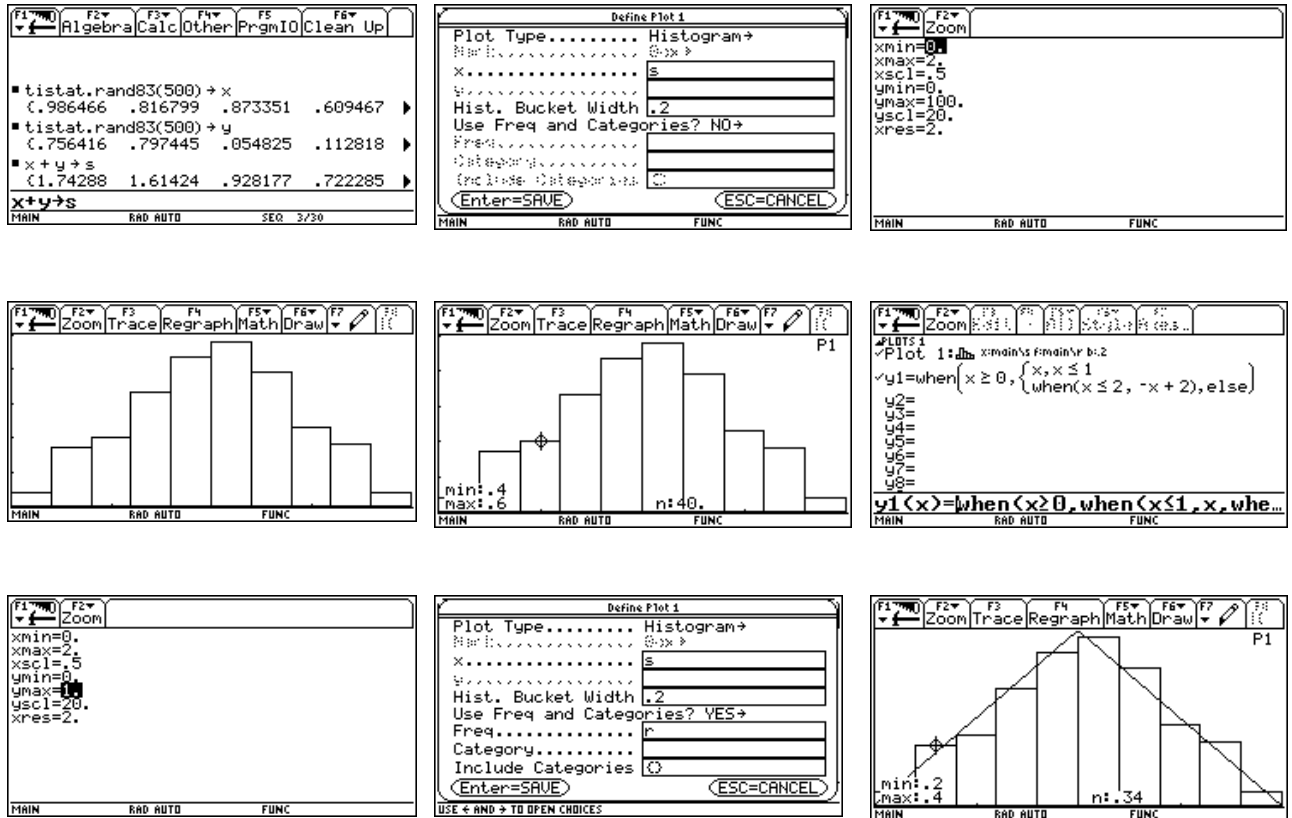 F1 F2 F3 F4 F5 F6
Algebra Calc Other PrgmIO Clean Up
tistat.rand83(500)→x
{.986466 .816799 .873351 .609467
tistat.rand83(500)→y
{.756416 .797445 .054825 .112818
x+y→s
{1.74288 1.61424 .928177 .722285
x+y→s
MAIN RAD AUTO SEQ 3/30
Define Plot 1
Plot Type......... Histogram→
Mark.............. Box→
x................. s
y.................
Hist. Bucket Width .2
Use Freq and Categories? NO→
Freq..............
Category..........
Include Categories {}
Enter=SAVE ESC=CANCEL
MAIN RAD AUTO FUNC
F1 F2
Zoom
xmin=0.
xmax=2.
xscl=.5
ymin=0.
ymax=100.
yscl=20.
xres=2.
MAIN RAD AUTO FUNC
F1 F2 F3 F4 F5 F6 F7
Zoom Trace Regraph Math Draw
MAIN RAD AUTO FUNC
F1 F2 F3 F4 F5 F6 F7
Zoom Trace Regraph Math Draw
P1
min:.4
max:.6 n:40.
MAIN RAD AUTO FUNC
F1 F2
Zoom Edit All Style
PLOTS 1
✓Plot 1: x:main\s f:main\r b:.2
✓y1=when(x≥0,{x,x≤1
when(x≤2, -x+2),else)
y2=
y3=
y4=
y5=
y6=
y7=
y8=
y1(x)=when(x≥0,when(x≤1,x,whe…
MAIN RAD AUTO FUNC
F1 F2
Zoom
xmin=0.
xmax=2.
xscl=.5
ymin=0.
ymax=1.
yscl=20.
xres=2.
MAIN RAD AUTO FUNC
Define Plot 1
Plot Type......... Histogram→
Mark.............. Box→
x................. s
y.................
Hist. Bucket Width .2
Use Freq and Categories? YES→
Freq.............. r
Category..........
Include Categories {}
Enter=SAVE ESC=CANCEL
USE ← AND → TO OPEN CHOICES
F1 F2 F3 F4 F5 F6 F7
Zoom Trace Regraph Math Draw
P1
min:.2
max:.4 n:.34
MAIN RAD AUTO FUNC